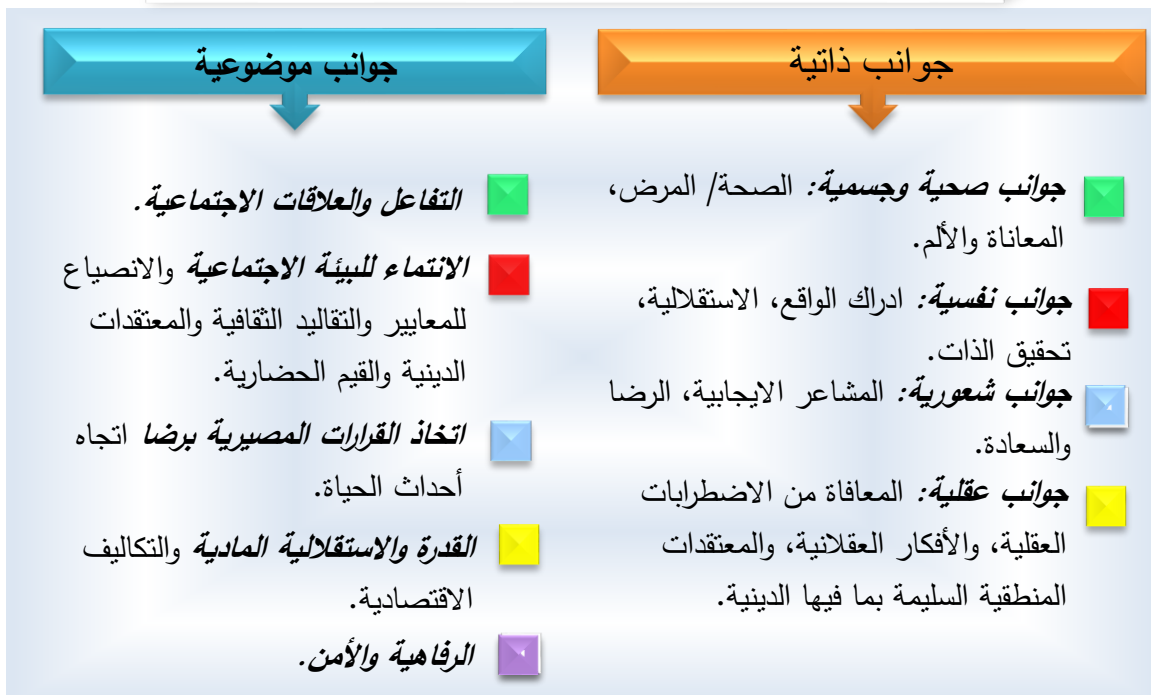 جوانب ذاتية
جوانب صحية وجسمية: الصحة/ المرض،
المعاناة والألم.
جوانب نفسية: ادراك الواقع، الاستقلالية،
تحقيق الذات.
جوانب شعورية: المشاعر الايجابية، الرضا
والسعادة.
جوانب عقلية: المعافاة من الاضطرابات
العقلية، والأفكار العقلانية، والمعتقدات
المنطقية السليمة بما فيها الدينية.
جوانب موضوعية
التفاعل والعلاقات الاجتماعية.
الانتماء للبيئة الاجتماعية والانصياع
للمعايير والتقاليد الثقافية والمعتقدات
الدينية والقيم الحضارية.
اتخاذ القرارات المصيرية برضا اتجاه
أحداث الحياة.
القدرة والاستقلالية المادية والتكاليف
الاقتصادية.
الرفاهية والأمن.